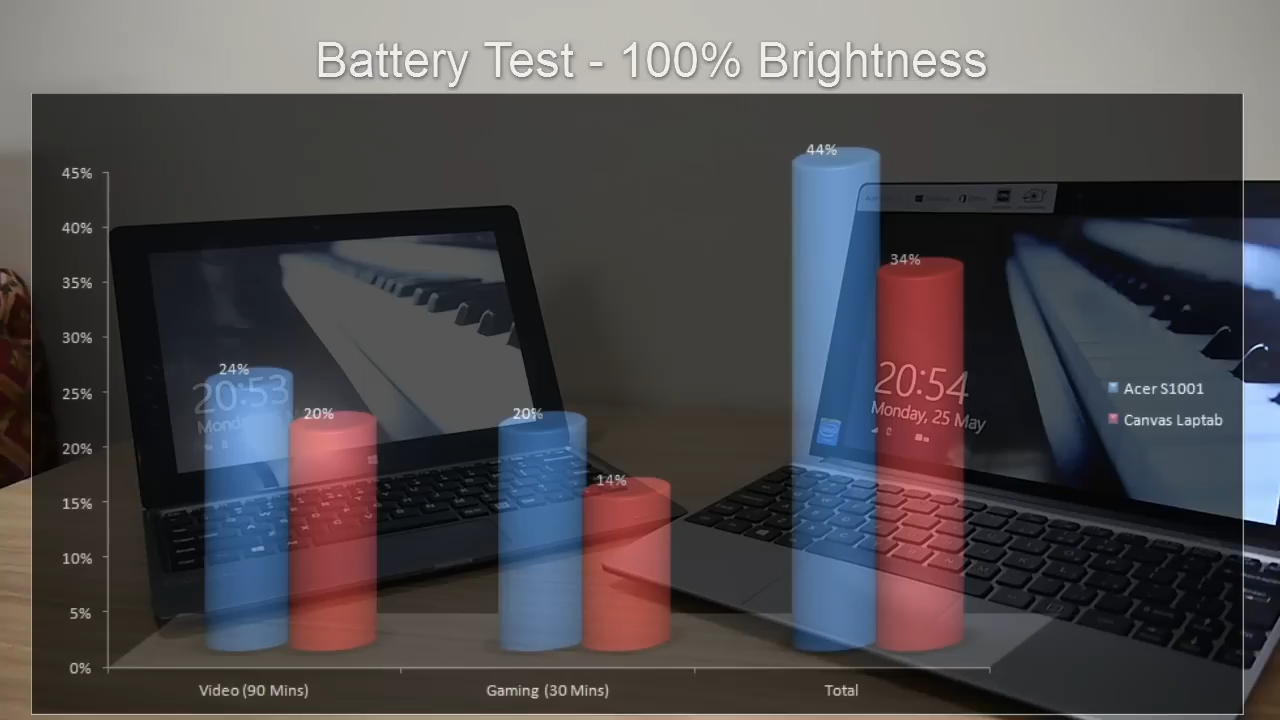 Battery Test - 100% Brightness
44%
45%
40%
35%
34%
30%
25%
24%
20%
20%
20%
15%
14%
10%
5%
0%
20:53
20:54
Monday, 25 May
Acer S1001
Canvas Laptab
Video (90 Mins)
Gaming (30 Mins)
Total